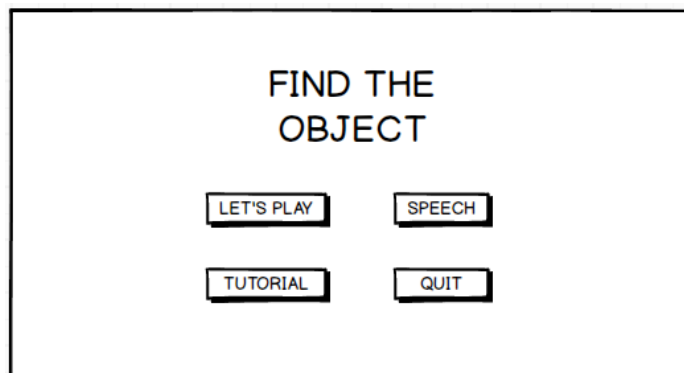 FIND THE
OBJECT
LET'S PLAY
SPEECH
TUTORIAL
QUIT